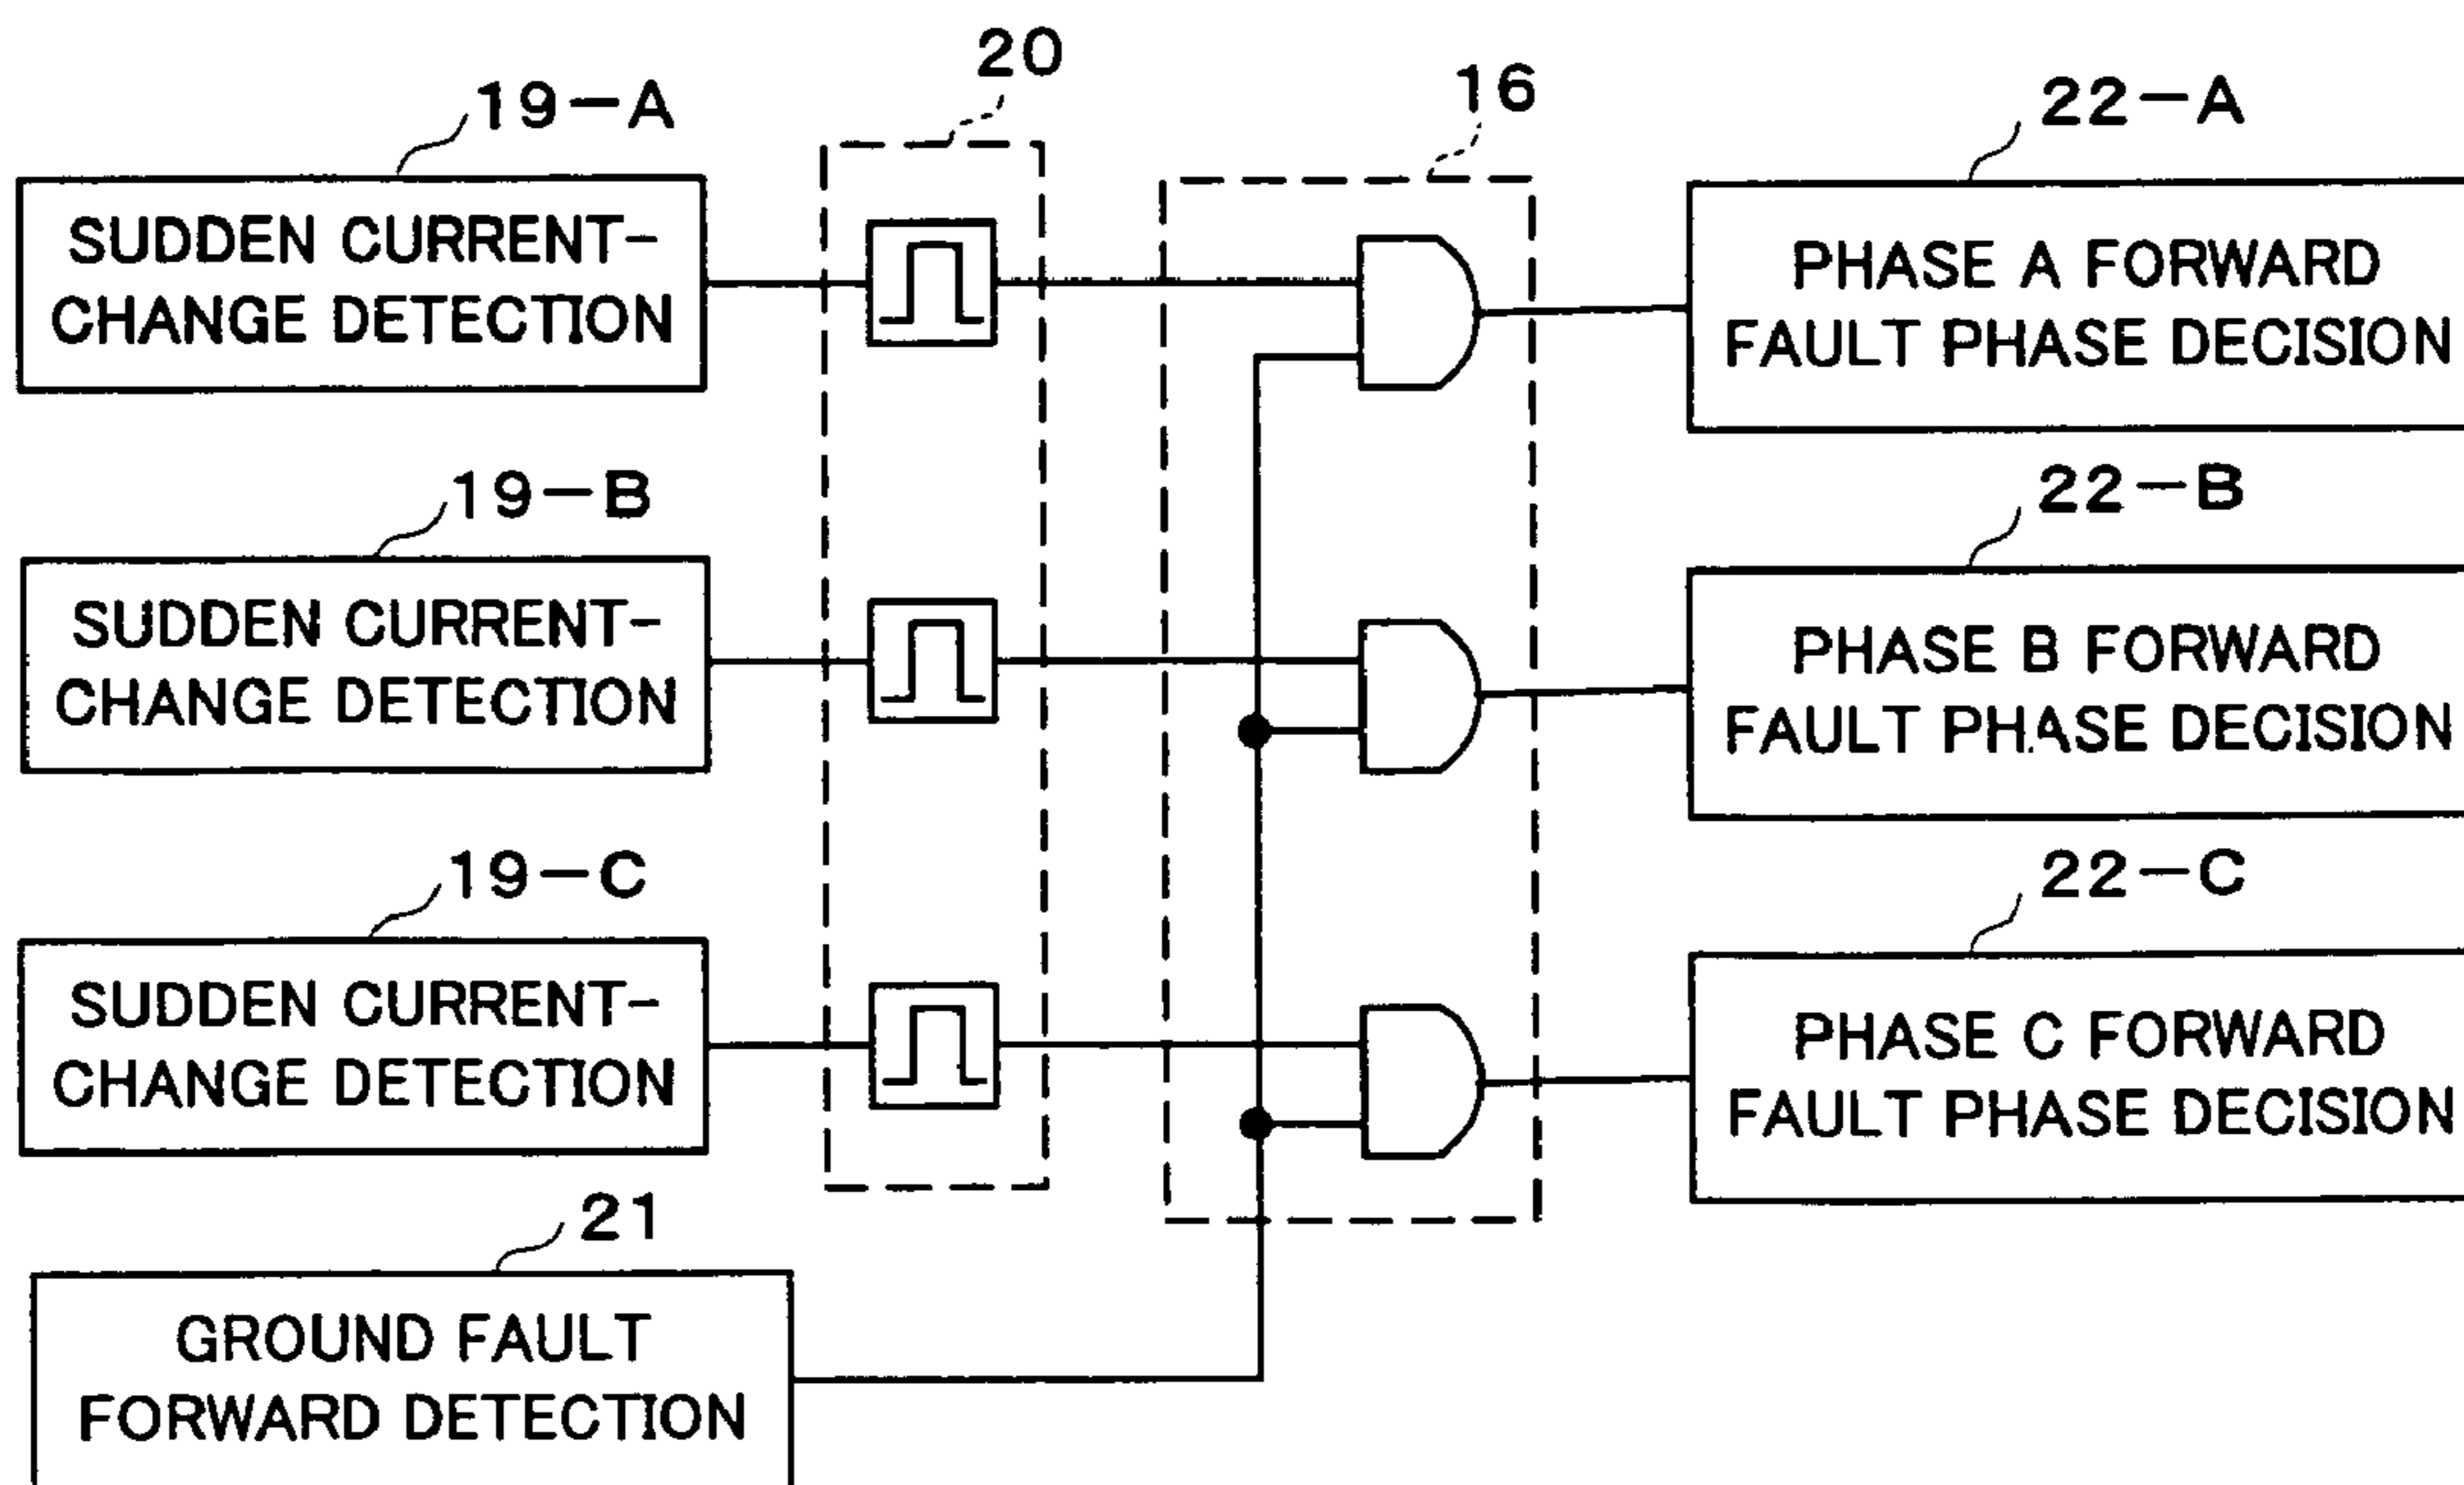 20
16
19-A
22-A
SUDDEN CURRENT-
CHANGE DETECTION
PHASE A FORWARD
FAULT PHASE DECISION
19-B
22-B
SUDDEN CURRENT-
CHANGE DETECTION
PHASE B FORWARD
FAULT PHASE DECISION
19-C
22-C
SUDDEN CURRENT-
CHANGE DETECTION
PHASE C FORWARD
FAULT PHASE DECISION
21
GROUND FAULT
FORWARD DETECTION